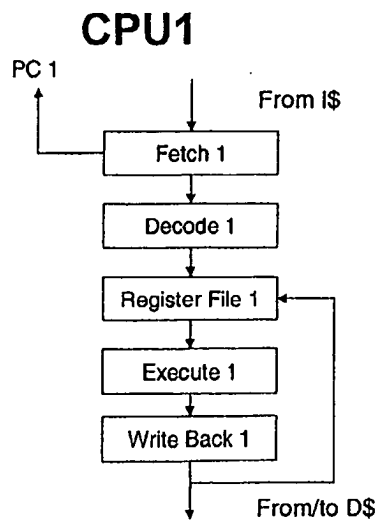 CPU1
PC 1
From I$
Fetch 1
Decode 1
Register File 1
Execute 1
Write Back 1
From/to D$